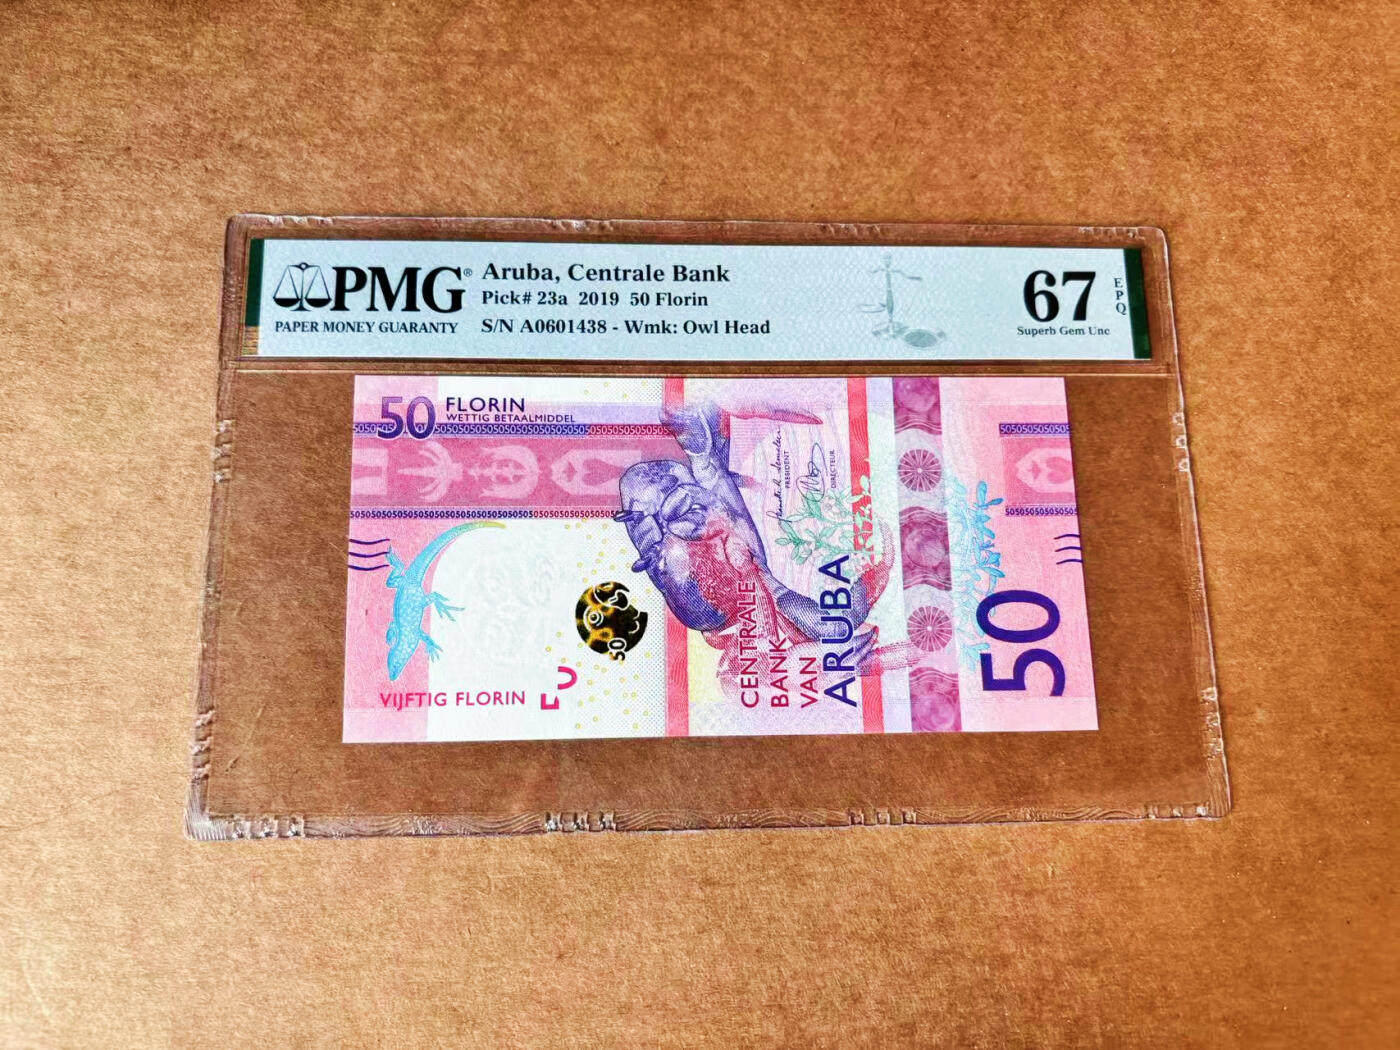 PMG®
PAPER MONEY GUARANTY
Aruba, Centrale Bank
Pick# 23a 2019 50 Florin
S/N A0601438 - Wmk: Owl Head
67
Superb Gem Unc
EPQ
50 FLORIN
WETTIG BETAALMIDDEL
PRESIDENT
DIRECTEUR
CENTRALE
BANK
VAN
ARUBA
50
50
VIJFTIG FLORIN